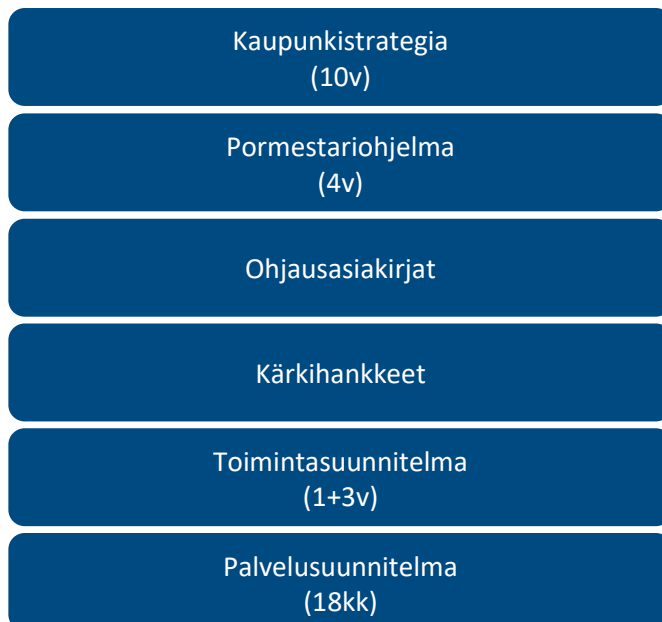 Kaupunkistrategia
(10v)
Pormestariohjelma
(4v)
Ohjausasiakirjat
Kärkihankkeet
Toimintasuunnitelma
(1+3v)
Palvelusuunnitelma
(18kk)